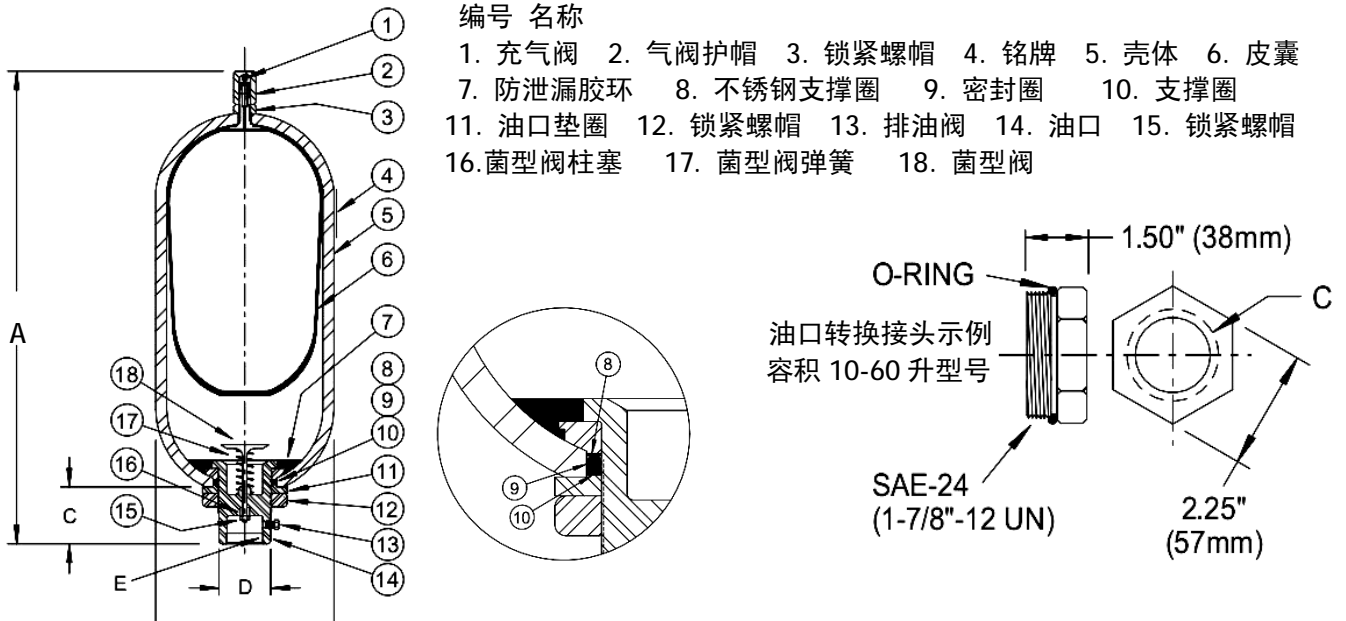 编号 名称
1. 充气阀 2. 气阀护帽 3. 锁紧螺帽 4. 铭牌 5. 壳体 6. 皮囊
7. 防泄漏胶环 8. 不锈钢支撑圈 9. 密封圈 10. 支撑圈
11. 油口垫圈 12. 锁紧螺帽 13. 排油阀 14. 油口 15. 锁紧螺帽
16.菌型阀柱塞 17. 菌型阀弹簧 18. 菌型阀
1
2
3
4
5
6
7
8
9
10
11
12
13
14
18
17
16
15
A
C
E
D
8
9
10
1.50" (38mm)
O-RING
C
油口转换接头示例
容积 10-60 升型号
SAE-24
(1-7/8"-12 UN)
2.25"
(57mm)